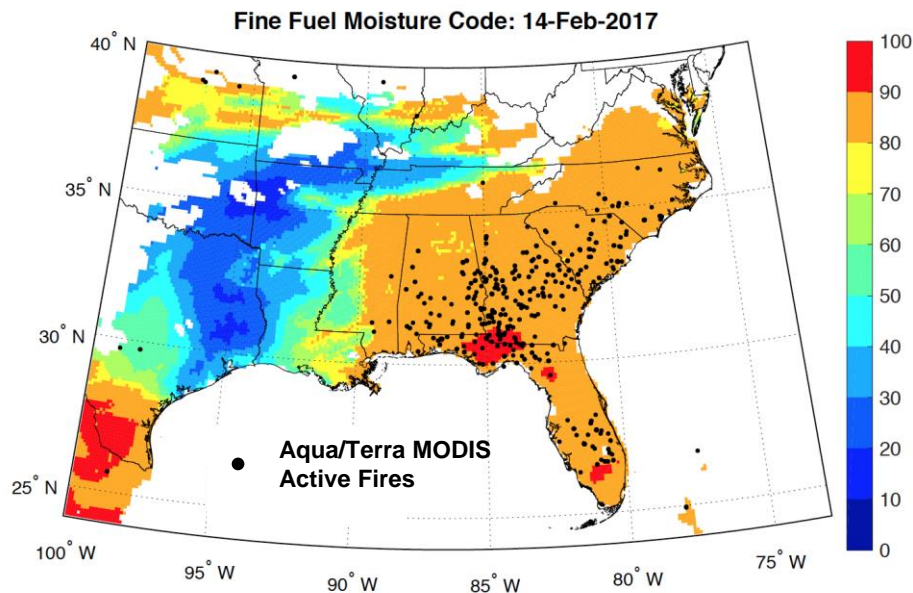 Fine Fuel Moisture Code: 14-Feb-2017
40° N
35° N
30° N
25° N
100° W
95° W
90° W
85° W
80° W
75° W
Aqua/Terra MODIS
Active Fires
100
90
80
70
60
50
40
30
20
10
0